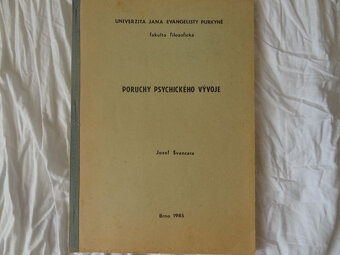 UNIVERZITA JANA EVANGELISTY PURKYNĚ
Fakulta filozofická
PORUCHY PSYCHICKÉHO VÝVOJE
Josef Švancara
Brno 1985